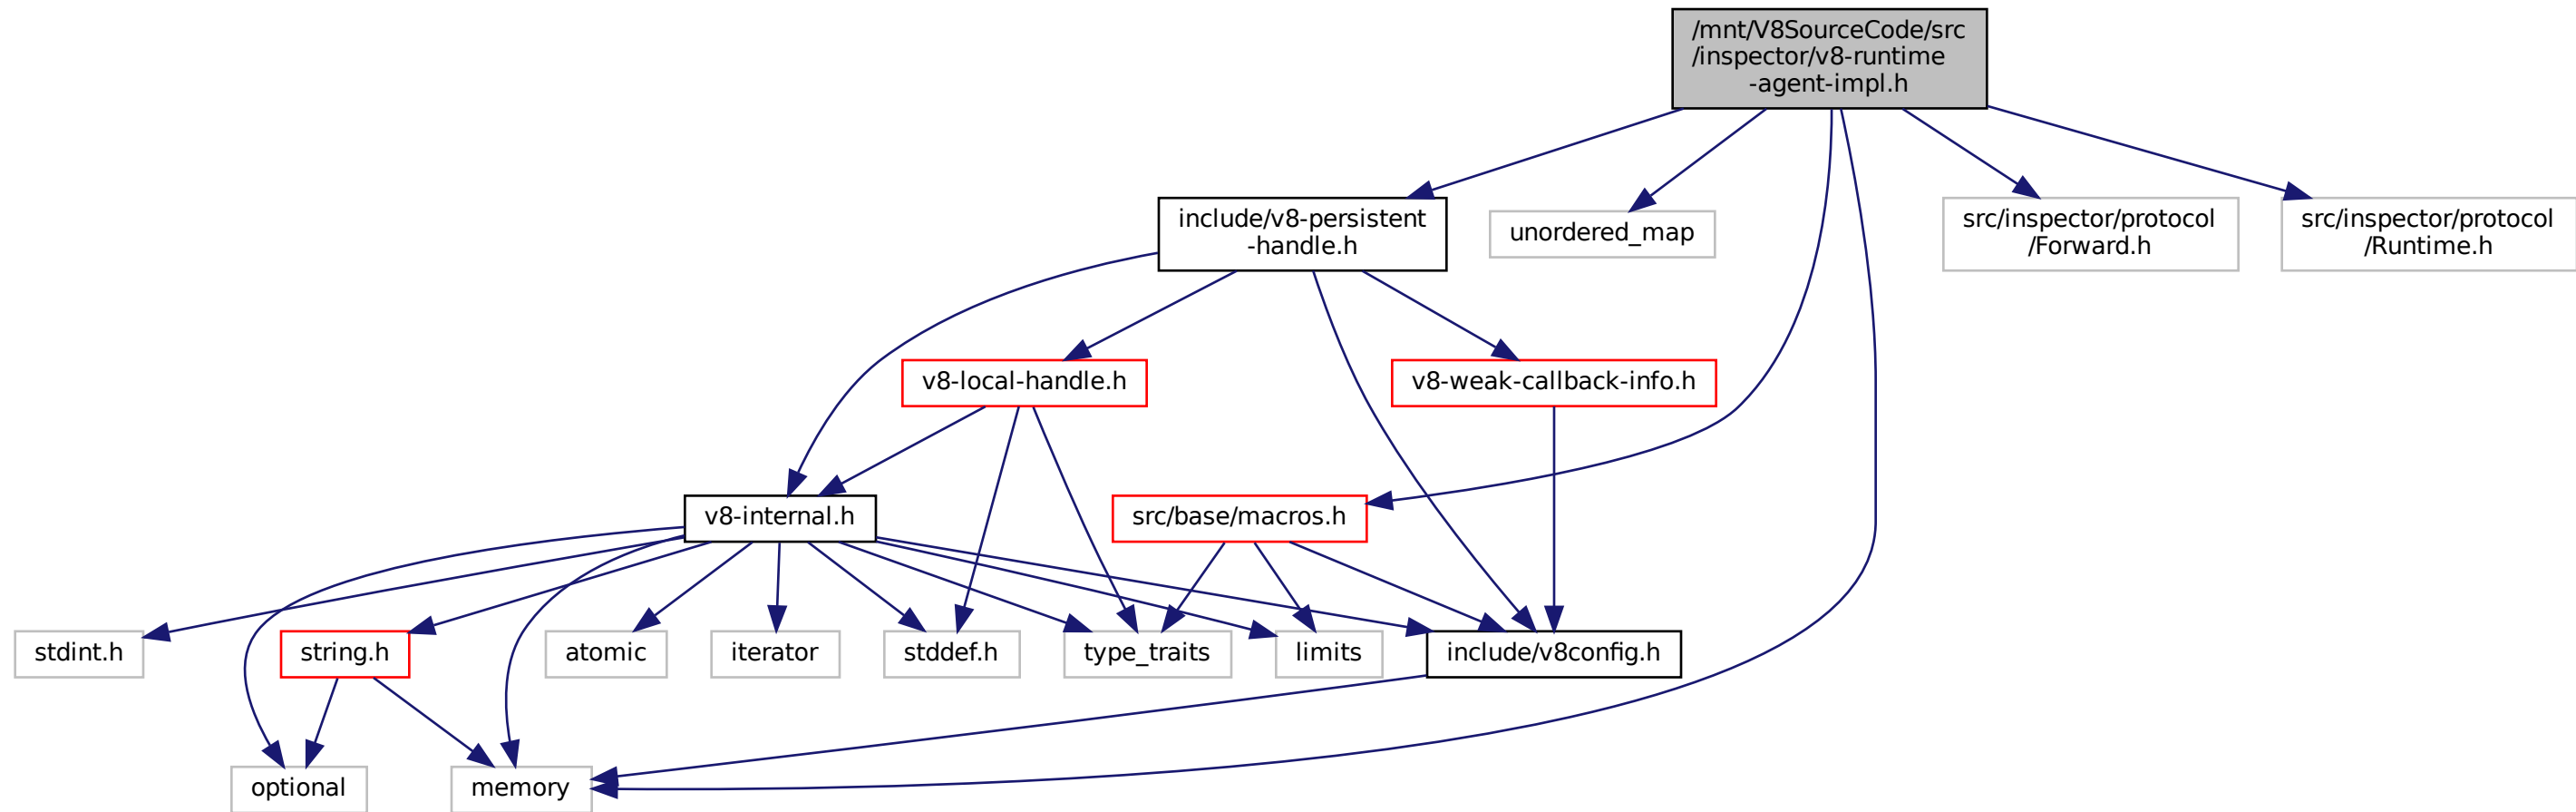 /mnt/V8SourceCode/src
/inspector/v8-runtime
-agent-impl.h
include/v8-persistent
-handle.h
unordered_map
src/inspector/protocol
/Forward.h
src/inspector/protocol
/Runtime.h
v8-local-handle.h
v8-weak-callback-info.h
v8-internal.h
src/base/macros.h
stdint.h
string.h
atomic
iterator
stddef.h
type_traits
limits
include/v8config.h
optional
memory